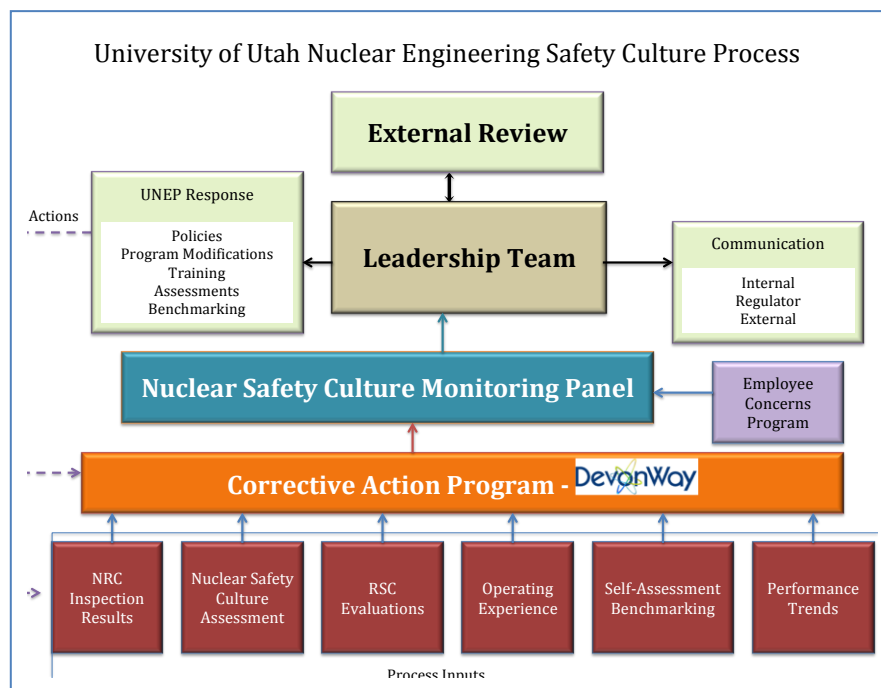 University of Utah Nuclear Engineering Safety Culture Process
External Review
UNEP Response
Actions
Policies
Program Modifications
Training
Assessments
Benchmarking
Leadership Team
Communication
Internal
Regulator
External
Nuclear Safety Culture Monitoring Panel
Employee
Concerns
Program
Corrective Action Program - DevonWay
NRC
Inspection
Results
Nuclear Safety
Culture
Assessment
RSC
Evaluations
Operating
Experience
Self-Assessment
Benchmarking
Performance
Trends
Process Inputs